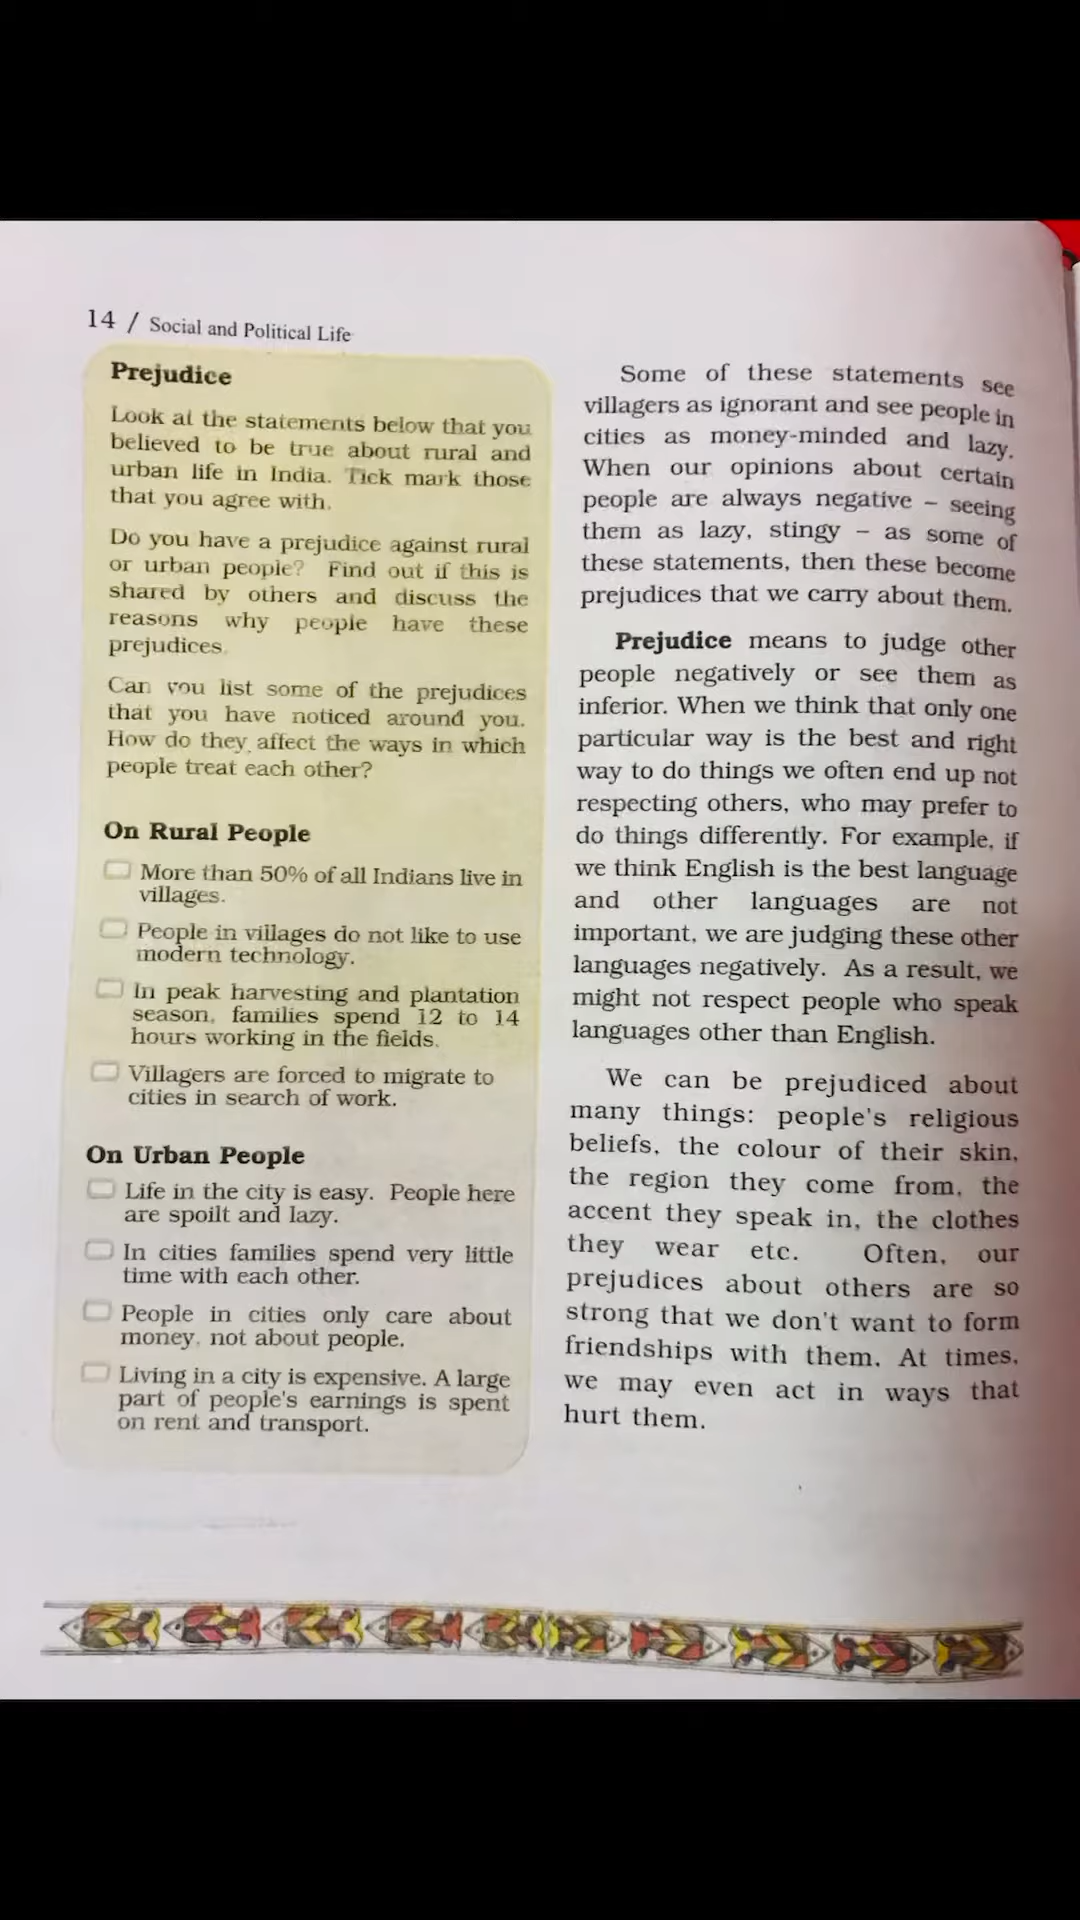 14 / Social and Political Life
Prejudice
Look at the statements below that you
believed to be true about rural and
urban life in India. Tick mark those
that you agree with.
Do you have a prejudice against rural
or urban people? Find out if this is
shared by others and discuss the
reasons why people have these
prejudices.
Can you list some of the prejudices
that you have noticed around you.
How do they affect the ways in which
people treat each other?
On Rural People
More than 50% of all Indians live in
villages.
People in villages do not like to use
modern technology.
In peak harvesting and plantation
season, families spend 12 to 14
hours working in the fields.
Villagers are forced to migrate to
cities in search of work.
On Urban People
Life in the city is easy. People here
are spoilt and lazy.
In cities families spend very little
time with each other.
People in cities only care about
money, not about people.
Living in a city is expensive. A large
part of people's earnings is spent
on rent and transport.
Some of these statements see
villagers as ignorant and see people in
cities as money-minded and lazy.
When our opinions about certain
people are always negative – seeing
them as lazy, stingy – as some of
these statements, then these become
prejudices that we carry about them.
Prejudice means to judge other
people negatively or see them as
inferior. When we think that only one
particular way is the best and right
way to do things we often end up not
respecting others, who may prefer to
do things differently. For example, if
we think English is the best language
and other languages are not
important, we are judging these other
languages negatively. As a result, we
might not respect people who speak
languages other than English.
We can be prejudiced about
many things: people's religious
beliefs, the colour of their skin,
the region they come from, the
accent they speak in, the clothes
they wear etc. Often, our
prejudices about others are so
strong that we don't want to form
friendships with them. At times,
we may even act in ways that
hurt them.